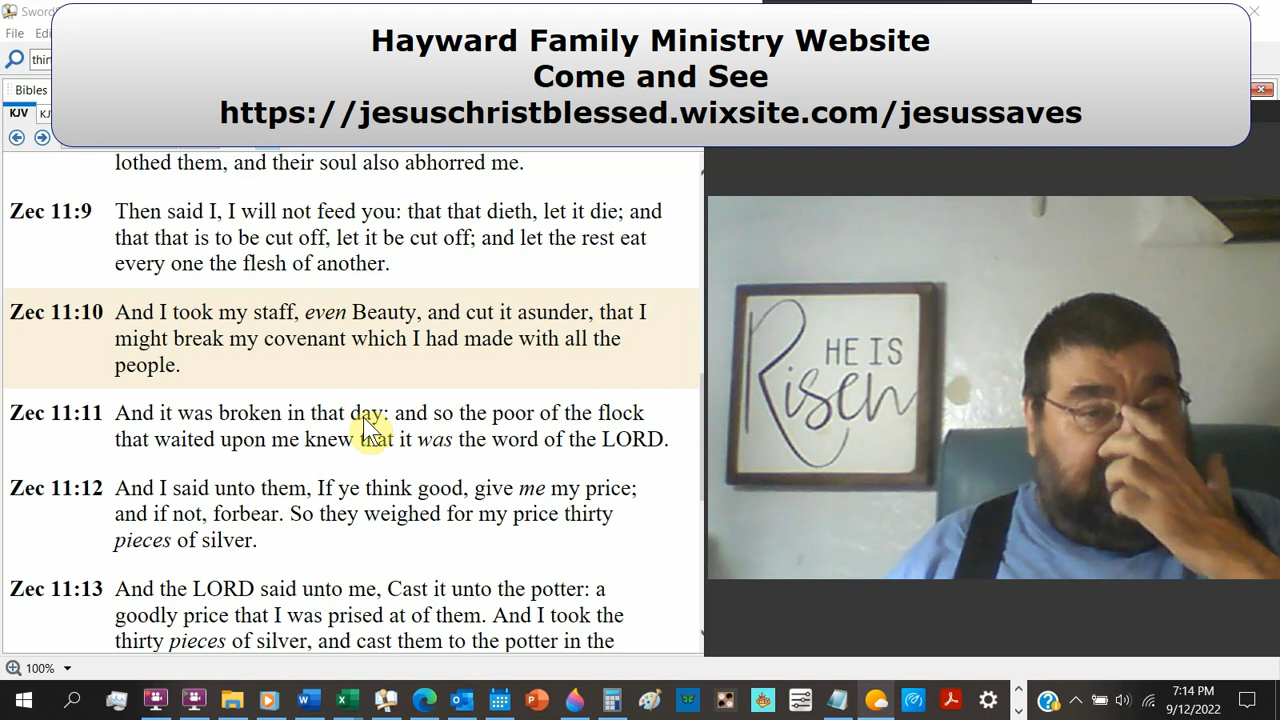 Sword
Hayward Family Ministry Website
Come and See
https://jesuschristblessed.wixsite.com/jesussaves
File
Bibles
KJV
lothed them, and their soul also abhorred me.
Zec 11:9 Then said I, I will not feed you: that that dieth, let it die; and
that that is to be cut off, let it be cut off; and let the rest eat
every one the flesh of another.
Zec 11:10 And I took my staff, even Beauty, and cut it asunder, that I
might break my covenant which I had made with all the
people.
Zec 11:11 And it was broken in that day: and so the poor of the flock
that waited upon me knew that it was the word of the LORD.
Zec 11:12 And I said unto them, If ye think good, give me my price;
and if not, forbear. So they weighed for my price thirty
pieces of silver.
Zec 11:13 And the LORD said unto me, Cast it unto the potter: a
goodly price that I was prised at of them. And I took the
thirty pieces of silver, and cast them to the potter in the
HE IS
Risen
100%
7:14 PM
9/12/2022